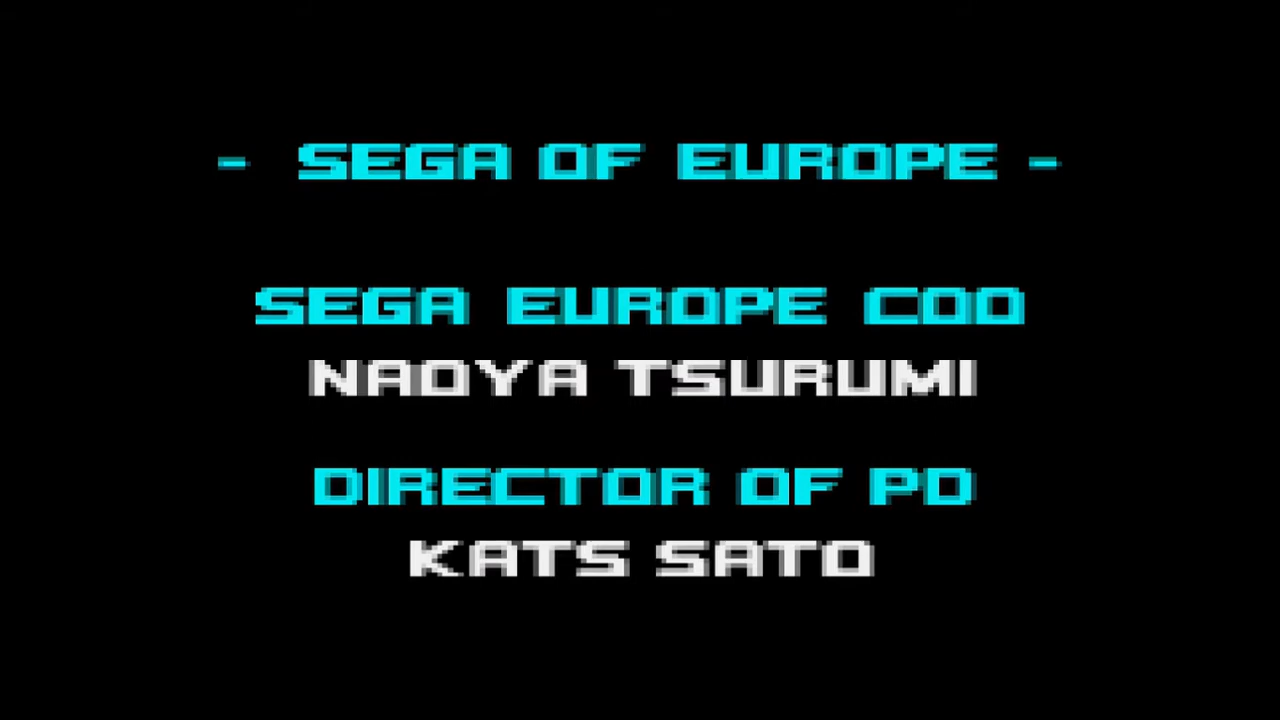 - SEGA OF EUROPE -
SEGA EUROPE COO
NAOYA TSURUMI
DIRECTOR OF PD
KATS SATO